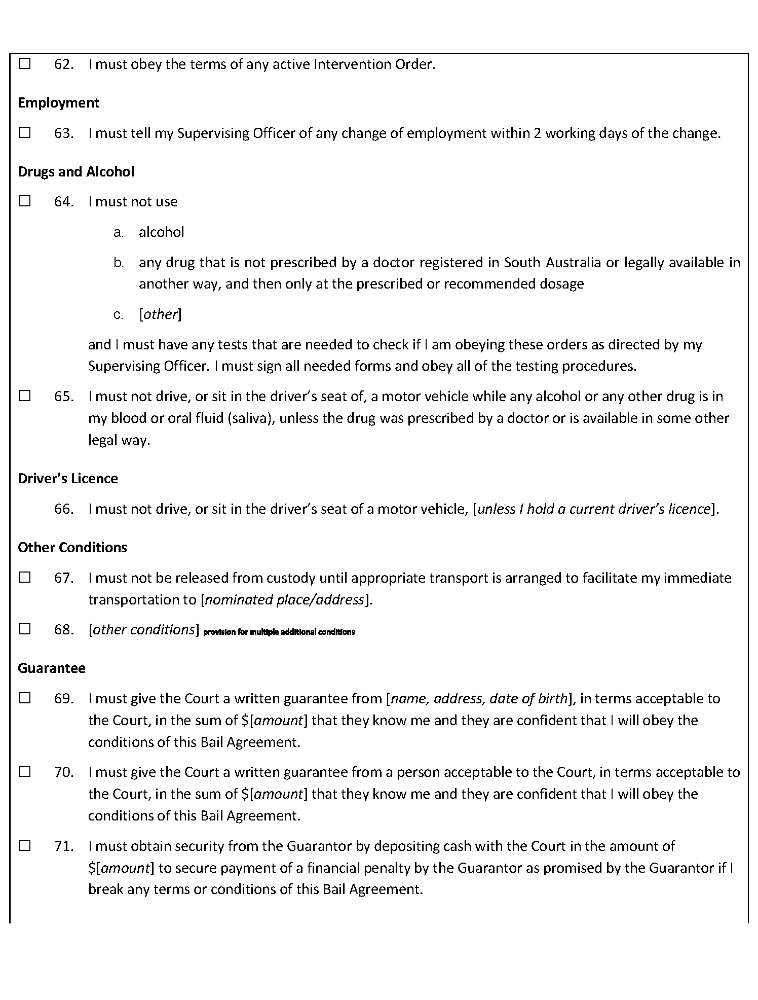 ☐ 62. I must obey the terms of any active Intervention Order.
Employment
☐ 63. I must tell my Supervising Officer of any change of employment within 2 working days of the change.
Drugs and Alcohol
☐ 64. I must not use
a. alcohol
b. any drug that is not prescribed by a doctor registered in South Australia or legally available in
another way, and then only at the prescribed or recommended dosage
c. [other]
and I must have any tests that are needed to check if I am obeying these orders as directed by my
Supervising Officer. I must sign all needed forms and obey all of the testing procedures.
☐ 65. I must not drive, or sit in the driver’s seat of, a motor vehicle while any alcohol or any other drug is in
my blood or oral fluid (saliva), unless the drug was prescribed by a doctor or is available in some other
legal way.
Driver’s Licence
66. I must not drive, or sit in the driver’s seat of a motor vehicle, [unless I hold a current driver’s licence].
Other Conditions
☐ 67. I must not be released from custody until appropriate transport is arranged to facilitate my immediate
transportation to [nominated place/address].
☐ 68. [other conditions] provision for multiple additional conditions
Guarantee
☐ 69. I must give the Court a written guarantee from [name, address, date of birth], in terms acceptable to
the Court, in the sum of $[amount] that they know me and they are confident that I will obey the
conditions of this Bail Agreement.
☐ 70. I must give the Court a written guarantee from a person acceptable to the Court, in terms acceptable to
the Court, in the sum of $[amount] that they know me and they are confident that I will obey the
conditions of this Bail Agreement.
☐ 71. I must obtain security from the Guarantor by depositing cash with the Court in the amount of
$[amount] to secure payment of a financial penalty by the Guarantor as promised by the Guarantor if I
break any terms or conditions of this Bail Agreement.